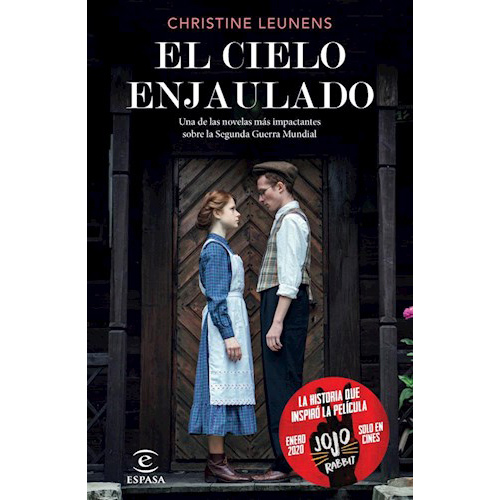 CHRISTINE LEUNENS
EL CIELO
ENJAULADO
Una de las novelas más impactantes
sobre la Segunda Guerra Mundial
LA HISTORIA QUE
INSPIRÓ LA PELÍCULA
ENERO
2020
JOJO
RABBIT
SOLO EN
CINES
e
ESPASA